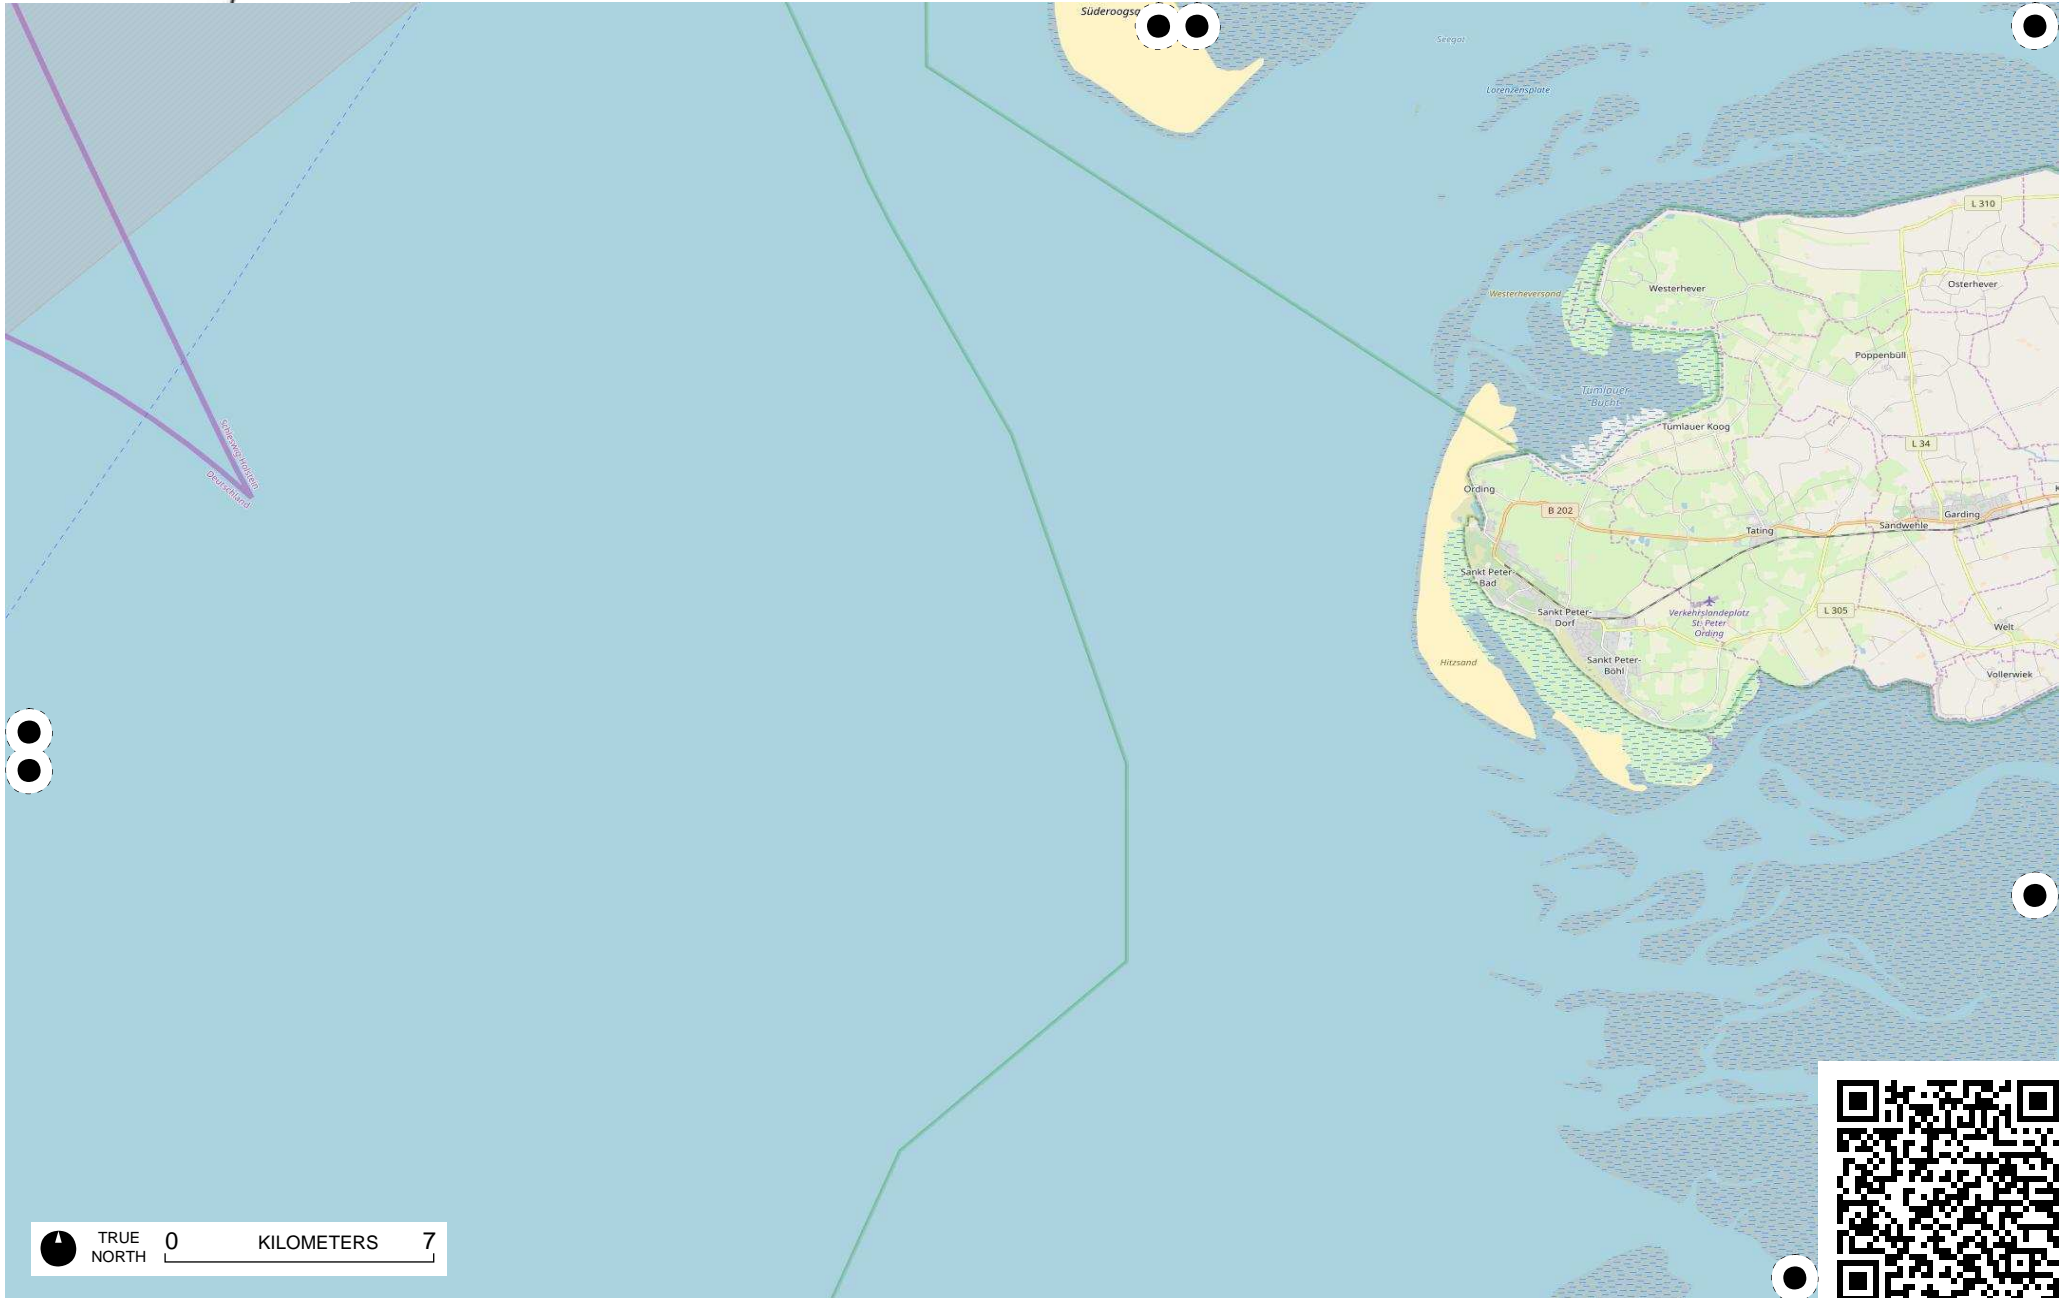 Süderoogsa
Seegat
Lorenzensplate
L 310
Westerheversand
Westerhever
Osterhever
Poppenbüll
Tümlauer
Bucht
Tümlauer Koog
L 34
Schleswig-Holstein
Deutschland
Ording
B 202
Garding
Sandwehle
Tating
Sankt Peter-
Bad
Sankt Peter-
Dorf
Verkehrslandeplatz
St. Peter
Ording
L 305
Welt
Hitzsand
Sankt Peter-
Böhl
Vollerwiek
TRUE
NORTH
0 KILOMETERS 7